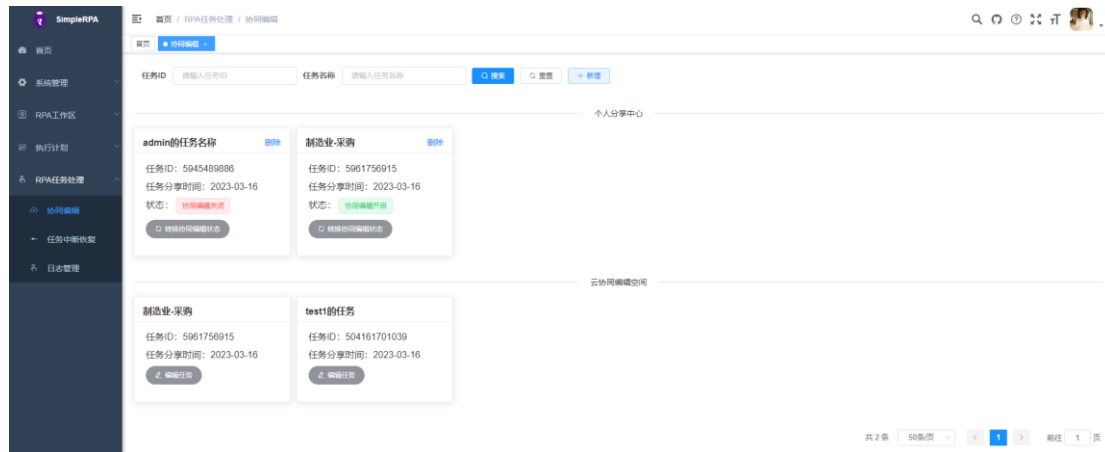 SimpleRPA
首页 / RPA任务处理 / 协同编辑
首页
系统管理
RPA工作区
执行计划
RPA任务处理
协同编辑
任务中断恢复
日志管理
首页 协同编辑 ×
任务ID 请输入任务ID 任务名称 请输入任务名称 搜索 重置 + 新增
个人分享中心
admin的任务名称 删除
任务ID：5945489886
任务分享时间：2023-03-16
状态： 协同编辑关闭
转换协同编辑状态
制造业-采购 删除
任务ID：5961756915
任务分享时间：2023-03-16
状态： 协同编辑开启
转换协同编辑状态
云协同编辑空间
制造业-采购
任务ID：5961756915
任务分享时间：2023-03-16
编辑任务
test1的任务
任务ID：504161701039
任务分享时间：2023-03-16
编辑任务
共 2 条 50条/页 < 1 > 前往 1 页